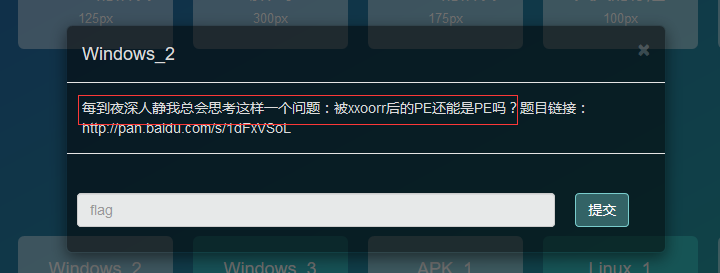 125px
300px
175px
100px
Windows_2
×
每到夜深人静我总会思考这样一个问题：被xxoorr后的PE还能是PE吗？题目链接：
http://pan.baidu.com/s/1dFxVSoL
flag
提交
Windows_2
Windows_3
APK_1
Linux_1